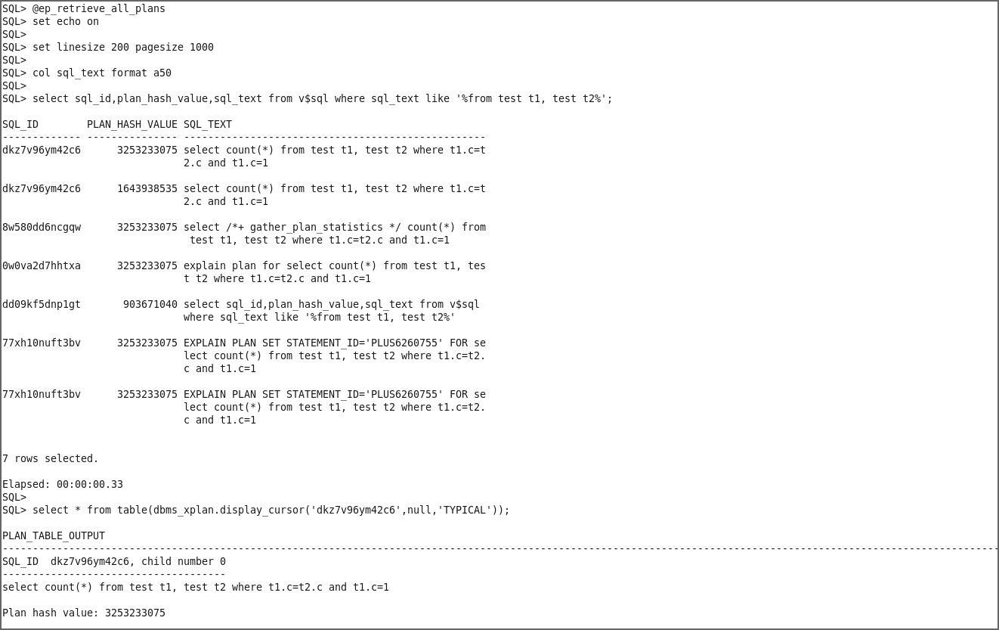 SQL> @ep_retrieve_all_plans
SQL> set echo on
SQL>
SQL> set linesize 200 pagesize 1000
SQL>
SQL> col sql_text format a50
SQL>
SQL> select sql_id,plan_hash_value,sql_text from v$sql where sql_text like '%from test t1, test t2%';

SQL_ID        PLAN_HASH_VALUE SQL_TEXT
------------- --------------- --------------------------------------------------
dkz7v96ym42c6      3253233075 select count(*) from test t1, test t2 where t1.c=t
                              2.c and t1.c=1

dkz7v96ym42c6      1643938535 select count(*) from test t1, test t2 where t1.c=t
                              2.c and t1.c=1

8w580dd6ncgqw      3253233075 select /*+ gather_plan_statistics */ count(*) from
                               test t1, test t2 where t1.c=t2.c and t1.c=1

0w0va2d7hhtxa      3253233075 explain plan for select count(*) from test t1, tes
                              t t2 where t1.c=t2.c and t1.c=1

dd09kf5dnp1gt       903671040 select sql_id,plan_hash_value,sql_text from v$sql
                              where sql_text like '%from test t1, test t2%'

77xh10nuft3bv      3253233075 EXPLAIN PLAN SET STATEMENT_ID='PLUS6260755' FOR se
                              lect count(*) from test t1, test t2 where t1.c=t2.
                              c and t1.c=1

77xh10nuft3bv      3253233075 EXPLAIN PLAN SET STATEMENT_ID='PLUS6260755' FOR se
                              lect count(*) from test t1, test t2 where t1.c=t2.
                              c and t1.c=1


7 rows selected.

Elapsed: 00:00:00.33
SQL>
SQL> select * from table(dbms_xplan.display_cursor('dkz7v96ym42c6',null,'TYPICAL'));

PLAN_TABLE_OUTPUT
---------------------------------------------------------------------------------------------------------------------------------------------------------------------
SQL_ID  dkz7v96ym42c6, child number 0
-------------------------------------
select count(*) from test t1, test t2 where t1.c=t2.c and t1.c=1

Plan hash value: 3253233075